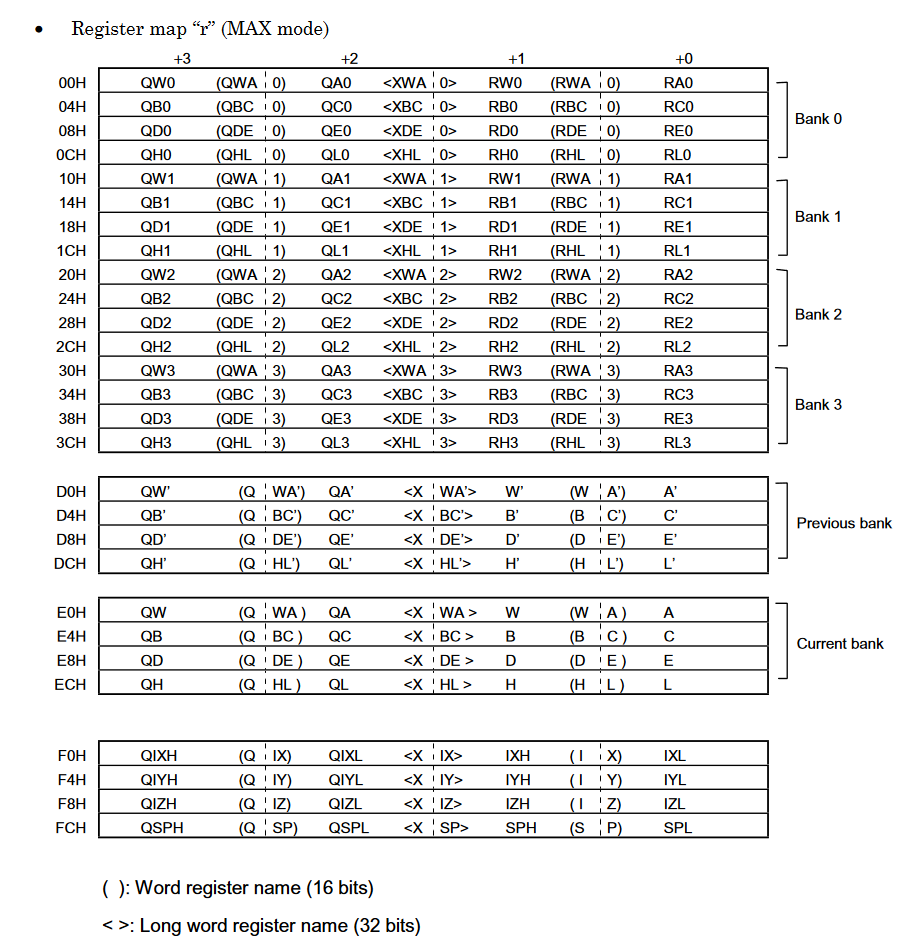 • Register map “r” (MAX mode)
+3 +2 +1 +0
00H QW0 (QWA 0) QA0 <XWA 0> RW0 (RWA 0) RA0
04H QB0 (QBC 0) QC0 <XBC 0> RB0 (RBC 0) RC0
08H QD0 (QDE 0) QE0 <XDE 0> RD0 (RDE 0) RE0
0CH QH0 (QHL 0) QL0 <XHL 0> RH0 (RHL 0) RL0
Bank 0
10H QW1 (QWA 1) QA1 <XWA 1> RW1 (RWA 1) RA1
14H QB1 (QBC 1) QC1 <XBC 1> RB1 (RBC 1) RC1
18H QD1 (QDE 1) QE1 <XDE 1> RD1 (RDE 1) RE1
1CH QH1 (QHL 1) QL1 <XHL 1> RH1 (RHL 1) RL1
Bank 1
20H QW2 (QWA 2) QA2 <XWA 2> RW2 (RWA 2) RA2
24H QB2 (QBC 2) QC2 <XBC 2> RB2 (RBC 2) RC2
28H QD2 (QDE 2) QE2 <XDE 2> RD2 (RDE 2) RE2
2CH QH2 (QHL 2) QL2 <XHL 2> RH2 (RHL 2) RL2
Bank 2
30H QW3 (QWA 3) QA3 <XWA 3> RW3 (RWA 3) RA3
34H QB3 (QBC 3) QC3 <XBC 3> RB3 (RBC 3) RC3
38H QD3 (QDE 3) QE3 <XDE 3> RD3 (RDE 3) RE3
3CH QH3 (QHL 3) QL3 <XHL 3> RH3 (RHL 3) RL3
Bank 3
D0H QW’ (Q WA’) QA’ <X WA’> W’ (W A’) A’
D4H QB’ (Q BC’) QC’ <X BC’> B’ (B C’) C’
D8H QD’ (Q DE’) QE’ <X DE’> D’ (D E’) E’
DCH QH’ (Q HL’) QL’ <X HL’> H’ (H L’) L’
Previous bank
E0H QW (Q WA ) QA <X WA > W (W A ) A
E4H QB (Q BC ) QC <X BC > B (B C ) C
E8H QD (Q DE ) QE <X DE > D (D E ) E
ECH QH (Q HL ) QL <X HL > H (H L ) L
Current bank
F0H QIXH (Q IX) QIXL <X IX> IXH ( I X) IXL
F4H QIYH (Q IY) QIYL <X IY> IYH ( I Y) IYL
F8H QIZH (Q IZ) QIZL <X IZ> IZH ( I Z) IZL
FCH QSPH (Q SP) QSPL <X SP> SPH (S P) SPL
( ): Word register name (16 bits)
< >: Long word register name (32 bits)